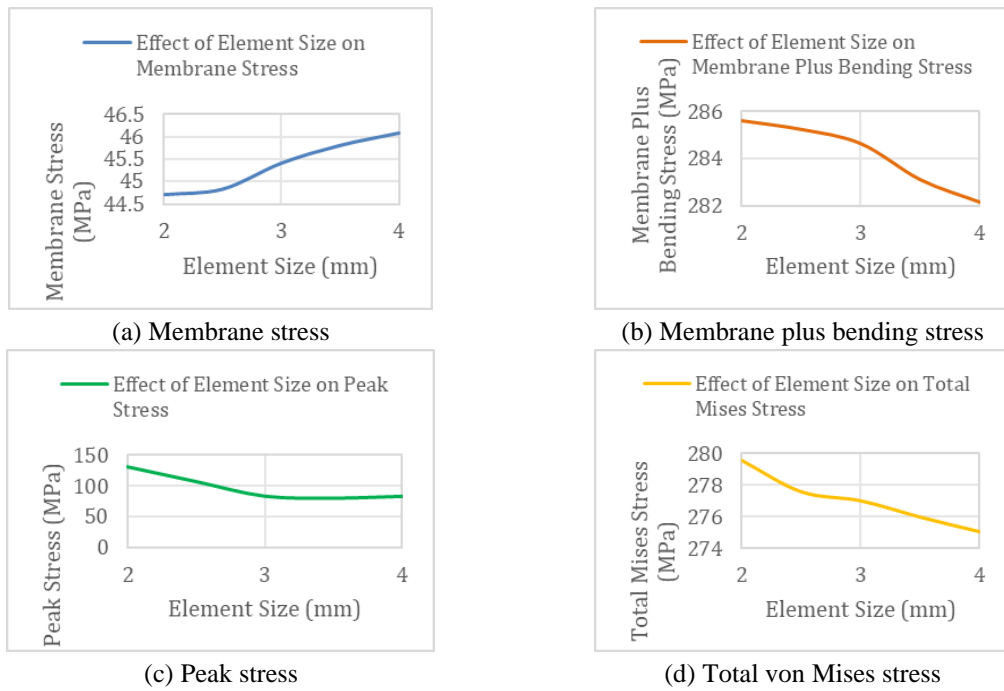 Effect of Element Size on
Membrane Stress
Membrane Stress
(MPa)
46.5
46
45.5
45
44.5
2
3
4
Element Size (mm)
(a) Membrane stress
Effect of Element Size on
Membrane Plus Bending Stress
Membrane Plus
Bending Stress (MPa)
286
284
282
2
3
4
Element Size (mm)
(b) Membrane plus bending stress
Effect of Element Size on Peak
Stress
Peak Stress (MPa)
150
100
50
0
2
3
4
Element Size (mm)
(c) Peak stress
Effect of Element Size on Total
Mises Stress
Total Mises Stress
(MPa)
280
278
276
274
2
3
4
Element Size (mm)
(d) Total von Mises stress